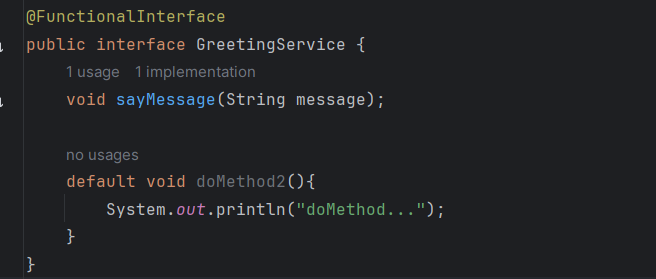 @FunctionalInterface
public interface GreetingService {
1 usage 1 implementation
void sayMessage(String message);
no usages
default void doMethod2(){
System.out.println("doMethod...");
}
}